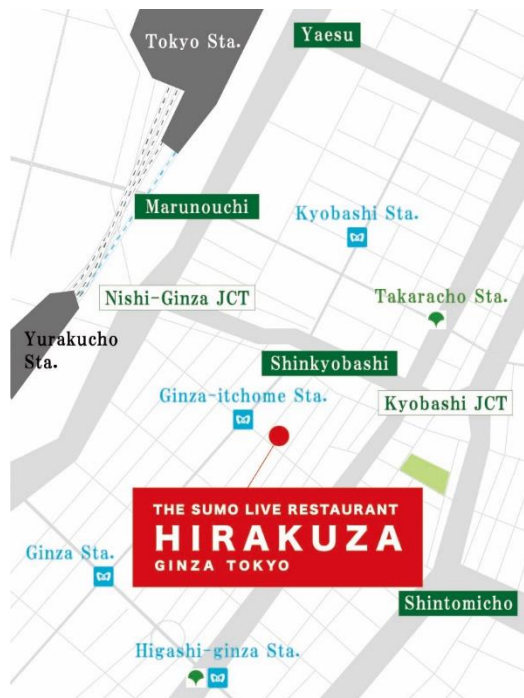 Tokyo Sta.
Yaesu
Marunouchi
Kyobashi Sta.
Nishi-Ginza JCT
Takaracho Sta.
Yurakucho
Sta.
Shinkyobashi
Ginza-itchome Sta.
Kyobashi JCT
THE SUMO LIVE RESTAURANT
HIRAKUZA
GINZA TOKYO
Ginza Sta.
Shintomicho
Higashi-ginza Sta.